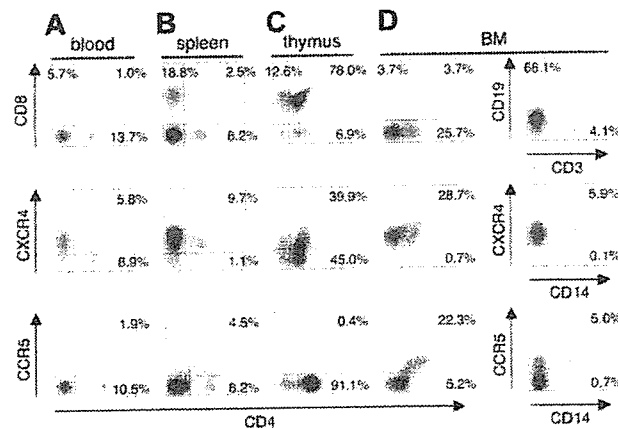 A B C D
blood spleen thymus BM
5.7% 1.0% 18.8% 2.5% 12.6% 78.0% 3.7% 3.7% 66.1%
CD8 CD19
13.7% 6.2% 6.9% 25.7% 4.1%
CD3
5.8% 9.7% 39.9% 28.7% 5.9%
CXCR4 CXCR4
8.9% 1.1% 45.0% 0.7% 0.1%
CD14
1.9% 4.5% 0.4% 22.3% 5.0%
CCR5 CCR5
10.5% 6.2% 91.1% 5.2% 0.7%
CD4 CD14